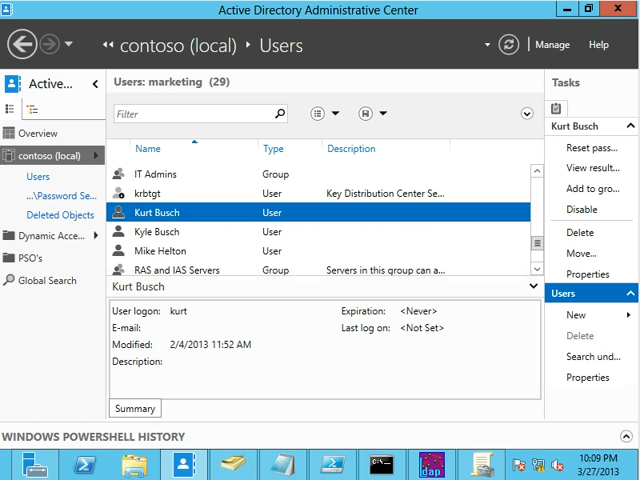 Active Directory Administrative Center
contoso (local) Users
Manage
Help
Active...
Overview
contoso (local)
Users
...\Password Se...
Deleted Objects
Dynamic Acce...
PSO's
Global Search
Users: marketing (29)
Filter
Name Type Description
IT Admins Group
krbtgt User Key Distribution Center Se...
Kurt Busch User
Kyle Busch User
Mike Helton User
RAS and IAS Servers Group Servers in this group can a...
Kurt Busch
User logon: kurt Expiration: <Never>
E-mail: Last log on: <Not Set>
Modified: 2/4/2013 11:52 AM
Description:
Summary
Tasks
Kurt Busch
Reset pass...
View result...
Add to gro...
Disable
Delete
Move...
Properties
Users
New
Delete
Search und...
Properties
WINDOWS POWERSHELL HISTORY
C:\_
dap
10:09 PM
3/27/2013